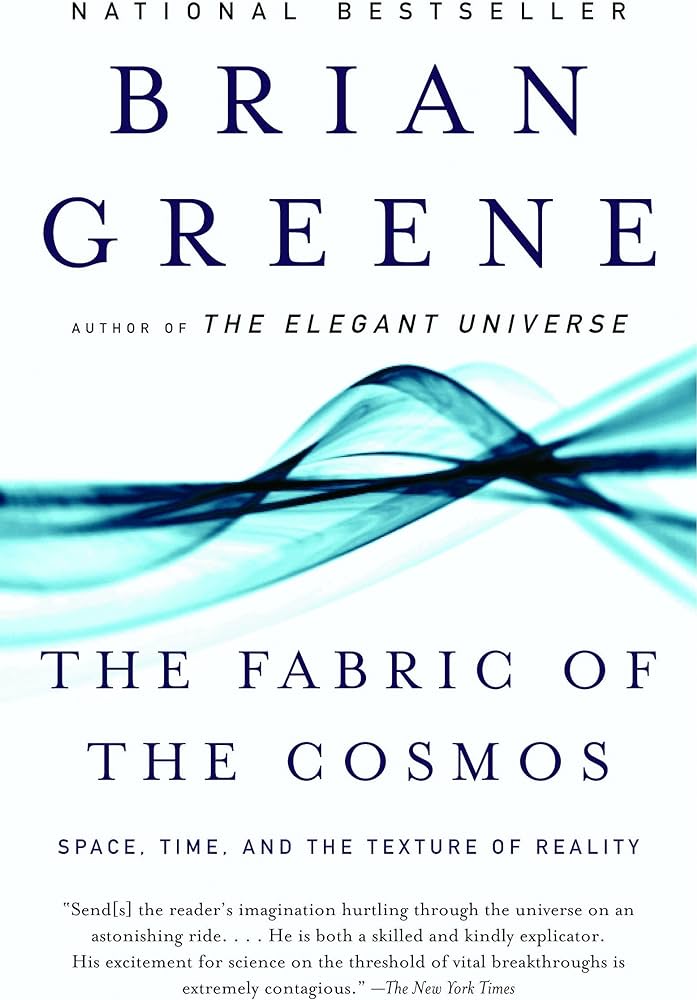 NATIONAL BESTSELLER
BRIAN
GREENE
AUTHOR OF THE ELEGANT UNIVERSE
THE FABRIC OF
THE COSMOS
SPACE, TIME, AND THE TEXTURE OF REALITY
“Send[s] the reader’s imagination hurtling through the universe on an
astonishing ride. . . . He is both a skilled and kindly explicator.
His excitement for science on the threshold of vital breakthroughs is
extremely contagious.” —The New York Times